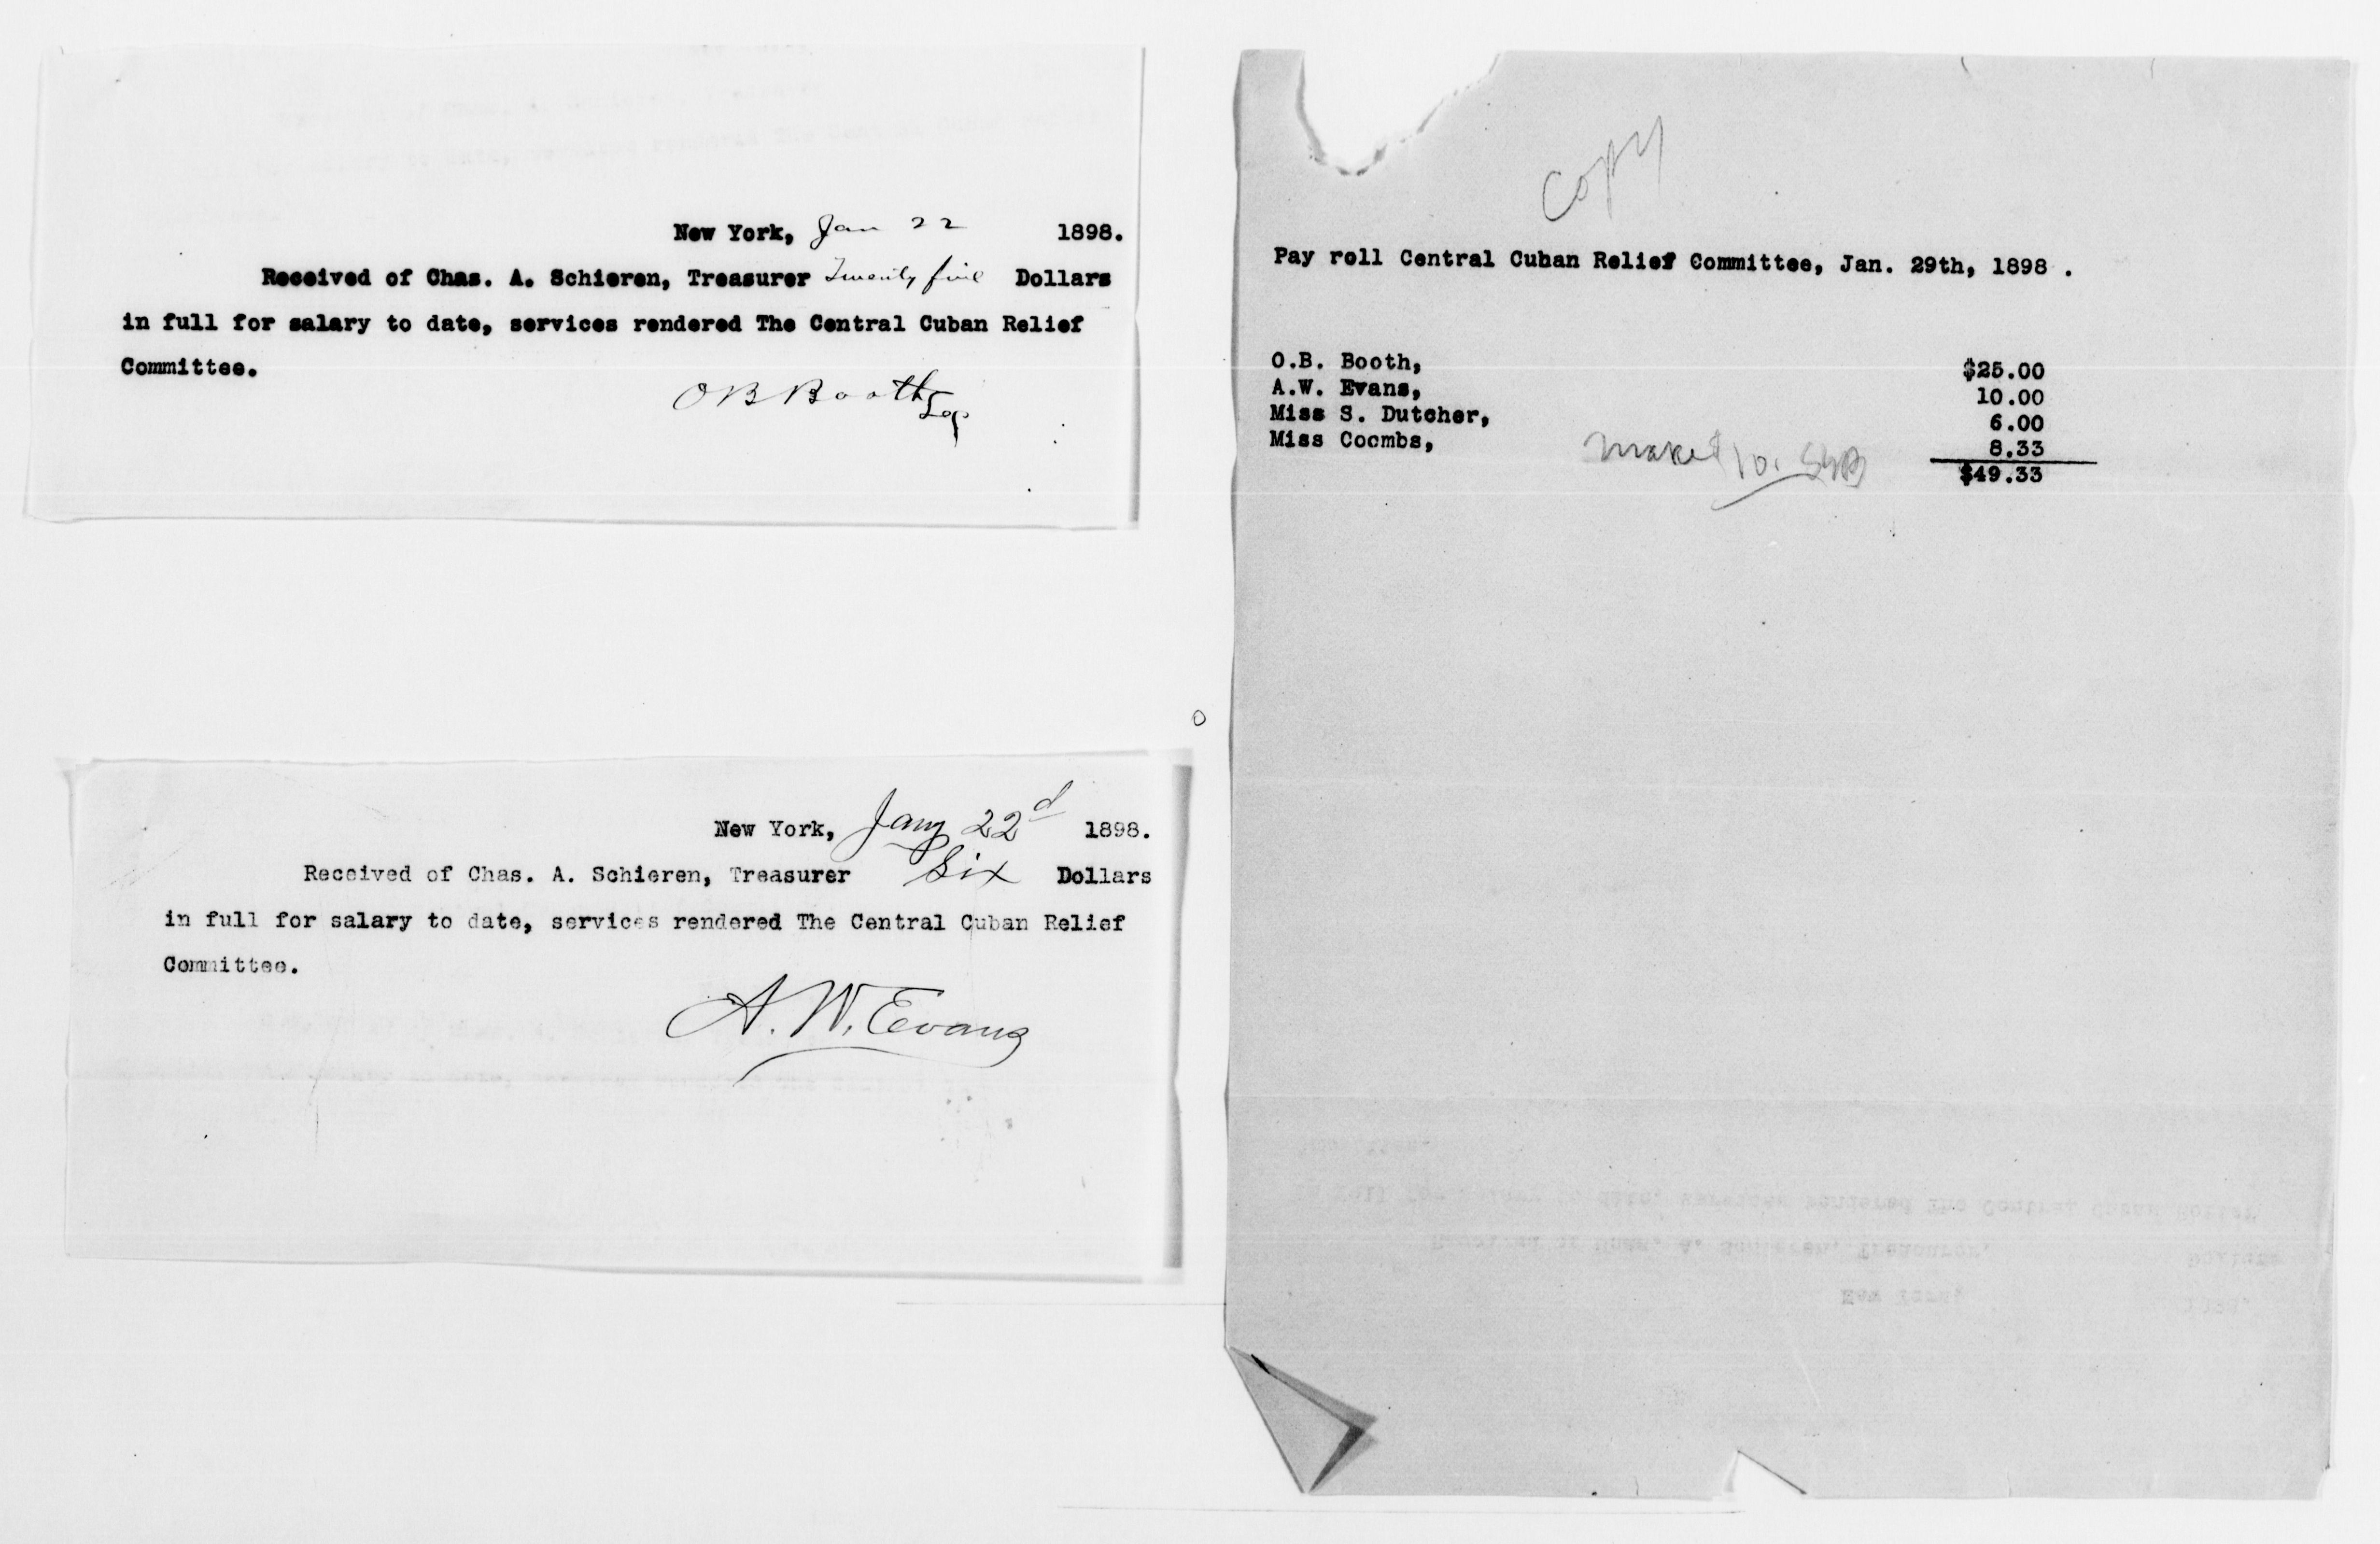 New York, Jan 22 1898.
Received of Chas. A. Schieren, Treasurer Twenty five Dollars
in full for salary to date, services rendered The Central Cuban Relief
Committee.
O B Booth
New York, Jany 22d 1898.
Received of Chas. A. Schieren, Treasurer Six Dollars
in full for salary to date, services rendered The Central Cuban Relief
Committee.
A. W. Evans
Copy
Pay roll Central Cuban Relief Committee, Jan. 29th, 1898 .
O.B. Booth, $25.00
A.W. Evans, 10.00
Miss S. Dutcher, 6.00
Miss Coombs, make 10. 8.33
$49.33